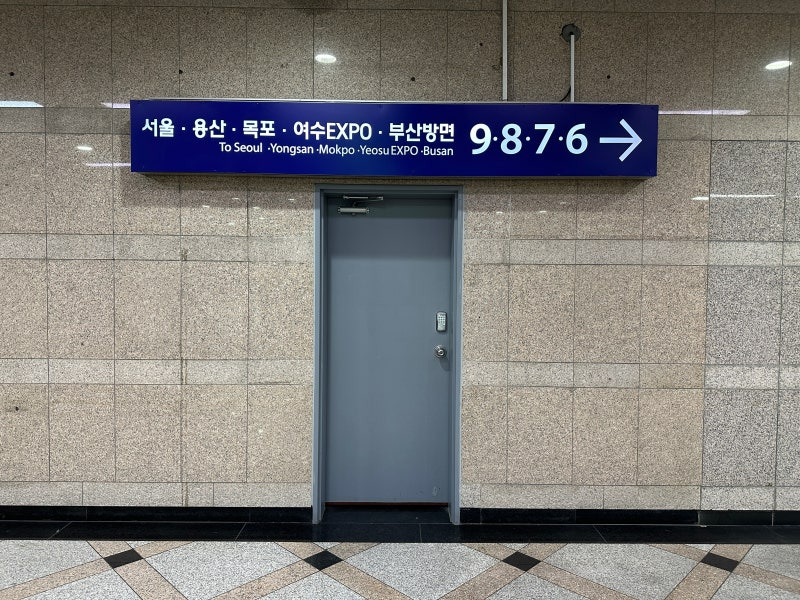 서울 · 용산 · 목포 · 여수EXPO · 부산방면
To Seoul ·Yongsan ·Mokpo ·Yeosu EXPO ·Busan
9·8·7·6 →